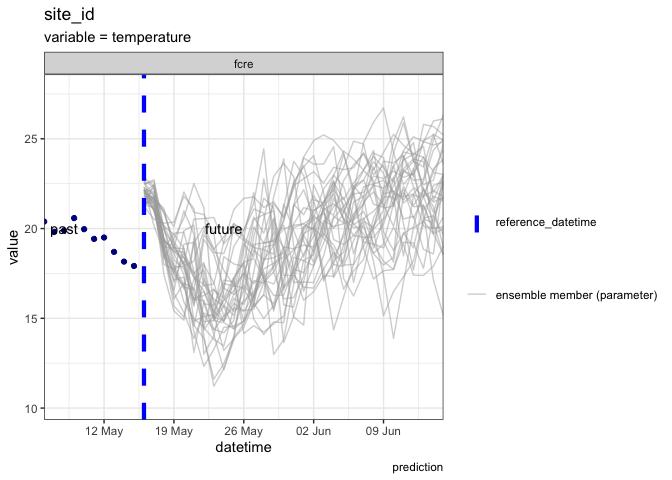 site_id
variable = temperature
fcre
25
20
15
10
value
past
future
12 May
19 May
26 May
02 Jun
09 Jun
datetime
reference_datetime
ensemble member (parameter)
prediction